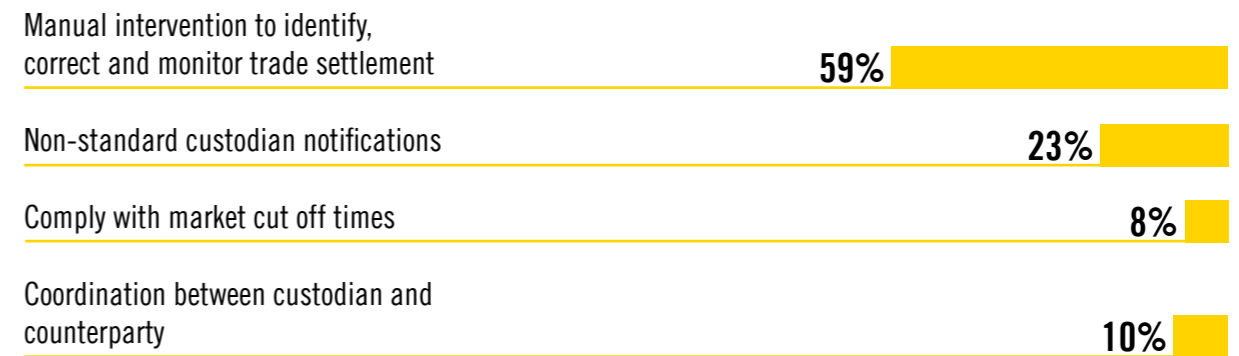 Manual intervention to identify,
correct and monitor trade settlement
59%
Non-standard custodian notifications
23%
Comply with market cut off times
8%
Coordination between custodian and
counterparty
10%